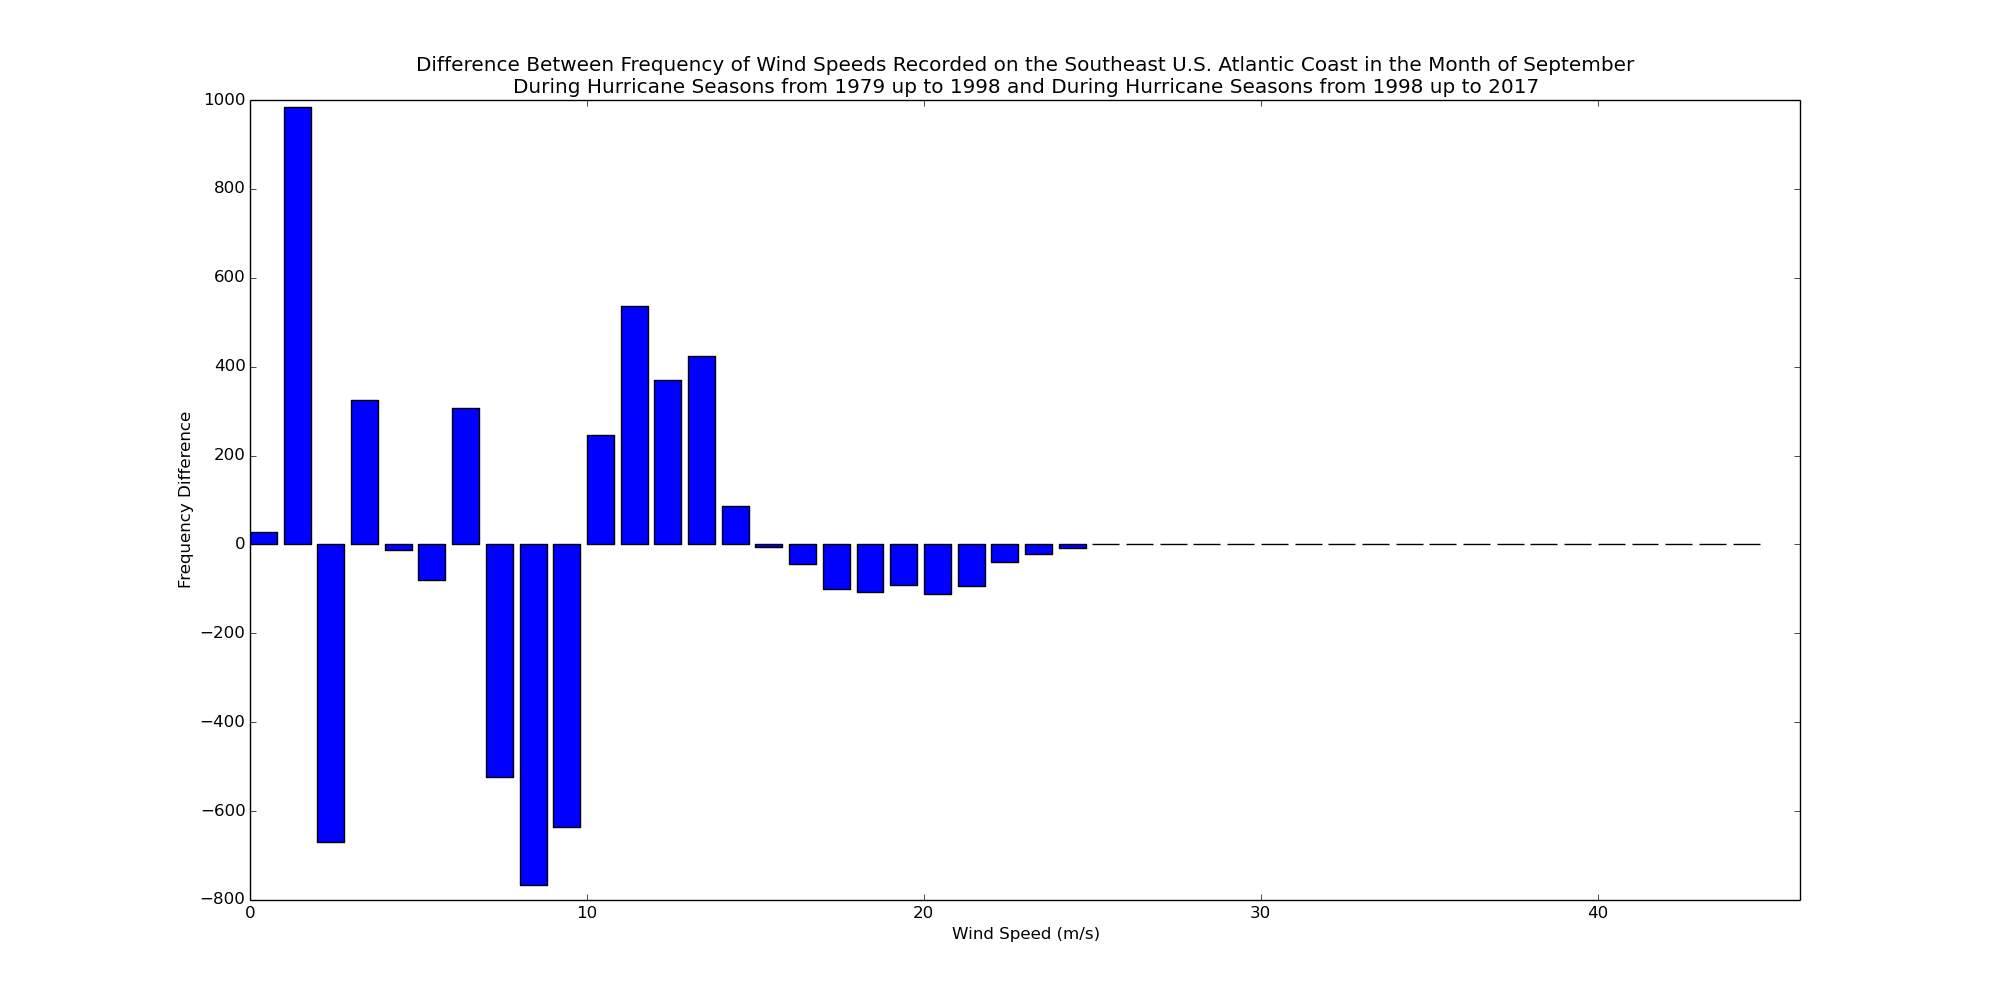 Difference Between Frequency of Wind Speeds Recorded on the Southeast U.S. Atlantic Coast in the Month of September
During Hurricane Seasons from 1979 up to 1998 and During Hurricane Seasons from 1998 up to 2017
1000
800
600
400
200
0
−200
−400
−600
−800
Frequency Difference
0 10 20 30 40
Wind Speed (m/s)